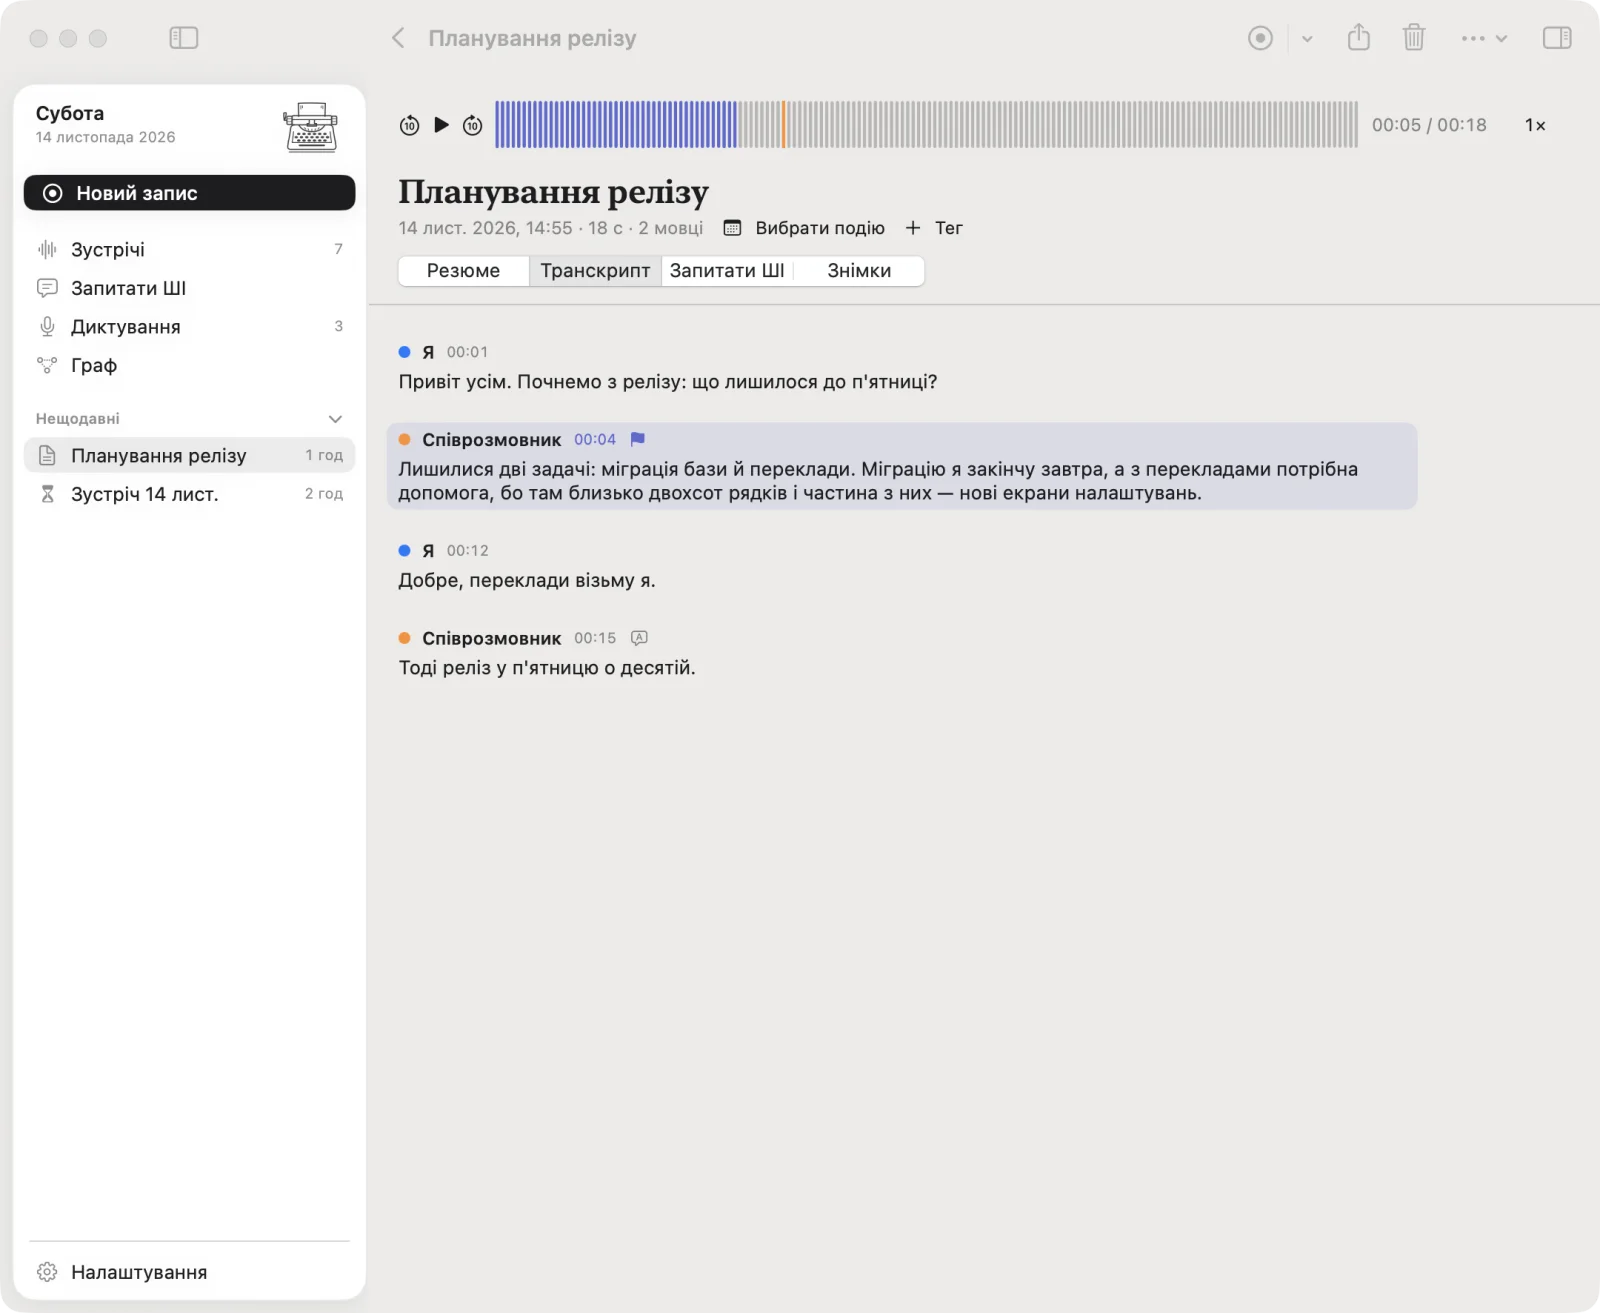 Планування релізу
Субота
14 листопада 2026
Новий запис
Зустрічі 7
Запитати ШІ
Диктування 3
Граф
Нещодавні
Планування релізу 1 год
Зустріч 14 лист. 2 год
Налаштування
10 10 00:05 / 00:18 1×
Планування релізу
14 лист. 2026, 14:55 · 18 с · 2 мовці Вибрати подію + Тег
Резюме Транскрипт Запитати ШІ Знімки
Я 00:01
Привіт усім. Почнемо з релізу: що лишилося до п'ятниці?
Співрозмовник 00:04
Лишилися дві задачі: міграція бази й переклади. Міграцію я закінчу завтра, а з перекладами потрібна
допомога, бо там близько двохсот рядків і частина з них — нові екрани налаштувань.
Я 00:12
Добре, переклади візьму я.
Співрозмовник 00:15 A
Тоді реліз у п'ятницю о десятій.